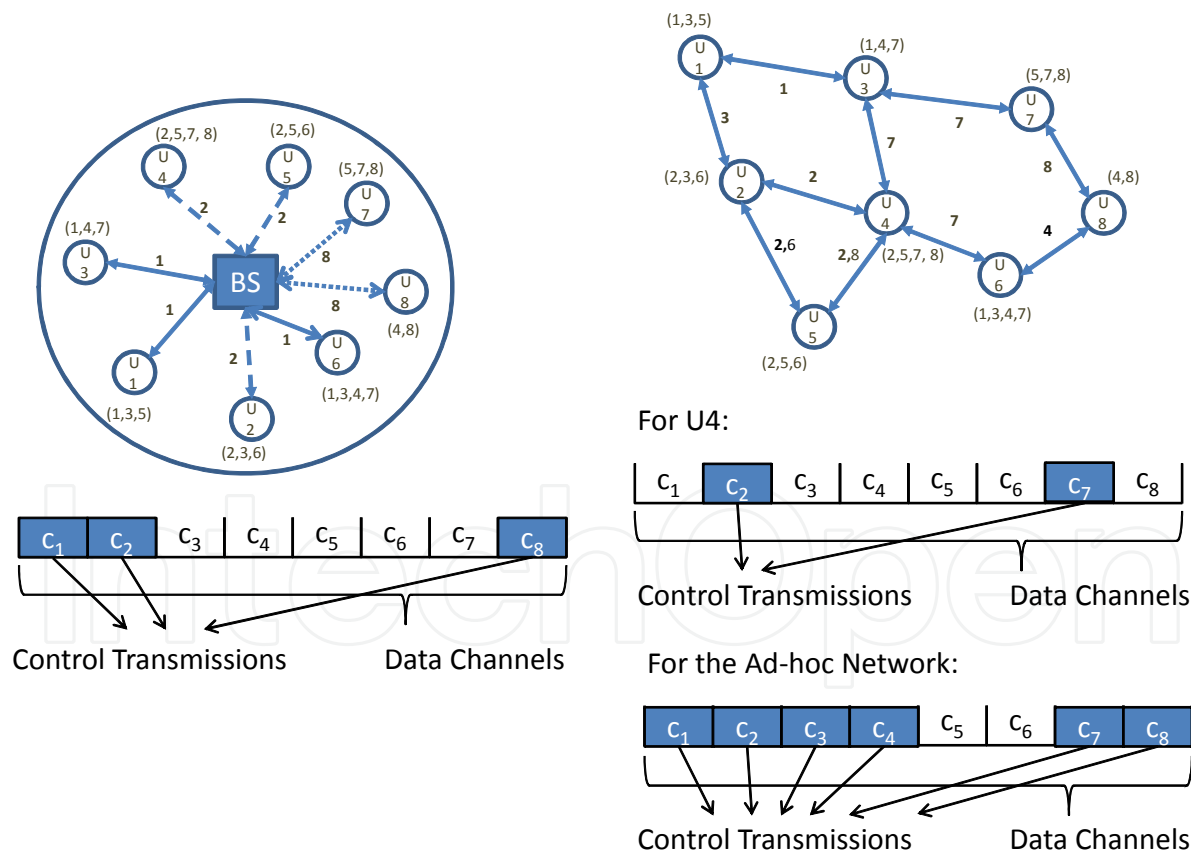 (2,5,7, 8)
U
4
(2,5,6)
U
5
(5,7,8)
U
7
(1,4,7)
U
3
2
2
8
1
BS
8
U
8
(4,8)
1
1
2
U
6
(1,3,4,7)
U
1
(1,3,5)
U
2
(2,3,6)
c1
c2
c3
c4
c5
c6
c7
c8
Control Transmissions
Data Channels
(1,3,5)
U
1
(1,4,7)
U
3
(5,7,8)
U
7
1
3
7
7
8
(2,3,6)
U
2
2
U
4
(2,5,7, 8)
(4,8)
U
8
7
4
2,6
2,8
U
6
(1,3,4,7)
U
5
(2,5,6)
For U4:
c1
c2
c3
c4
c5
c6
c7
c8
Control Transmissions
Data Channels
For the Ad-hoc Network:
c1
c2
c3
c4
c5
c6
c7
c8
Control Transmissions
Data Channels
IntechOpen